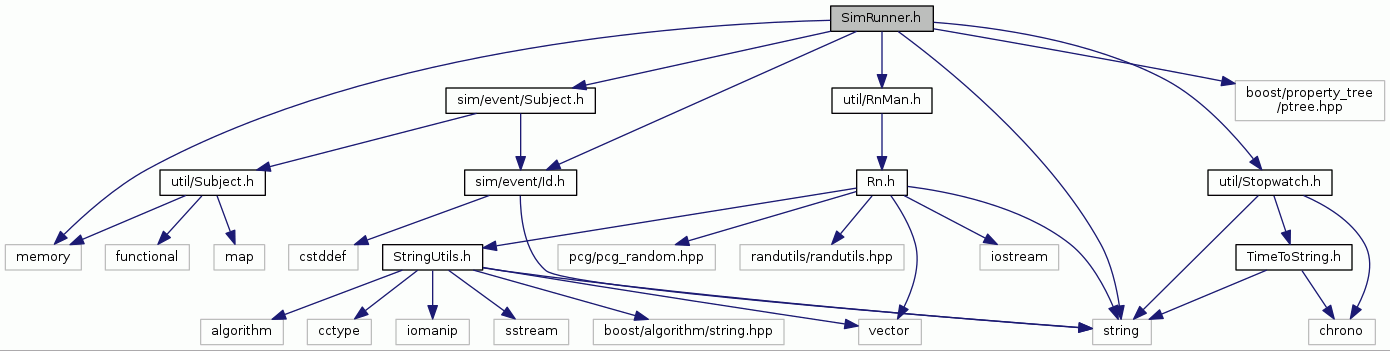 SimRunner.h
sim/event/Subject.h
util/RnMan.h
boost/property_tree
/ptree.hpp
util/Subject.h
sim/event/Id.h
Rn.h
util/Stopwatch.h
memory
functional
map
cstddef
StringUtils.h
pcg/pcg_random.hpp
randutils/randutils.hpp
iostream
TimeToString.h
algorithm
cctype
iomanip
sstream
boost/algorithm/string.hpp
vector
string
chrono